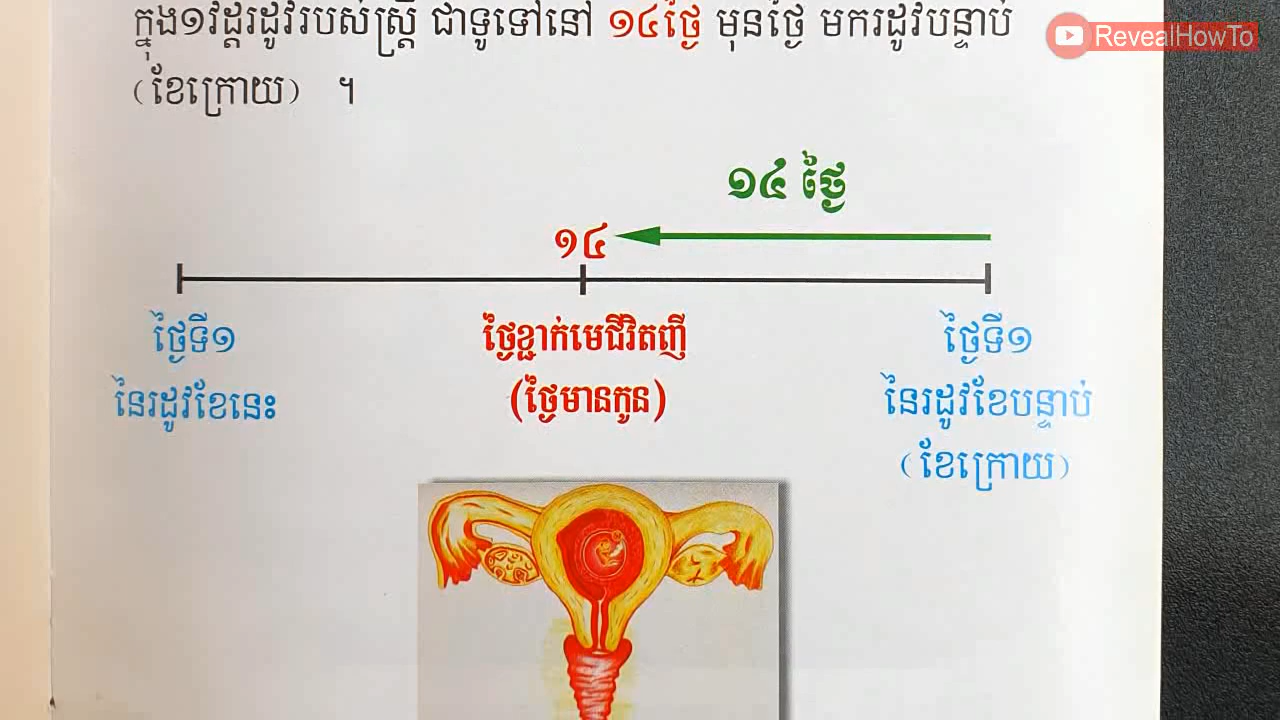 ក្នុង១វដ្ដរដូវរបស់ស្ត្រី ជាទូទៅនៅ ១៤ថ្ងៃ មុនថ្ងៃ មករដូវបន្ទាប់
(ខែក្រោយ) ។
RevealHowTo
១៤ ថ្ងៃ
១៤
ថ្ងៃទី១
នៃរដូវខែនេះ
ថ្ងៃធ្លាក់មេជីវិតញី
(ថ្ងៃមានកូន)
ថ្ងៃទី១
នៃរដូវខែបន្ទាប់
(ខែក្រោយ)